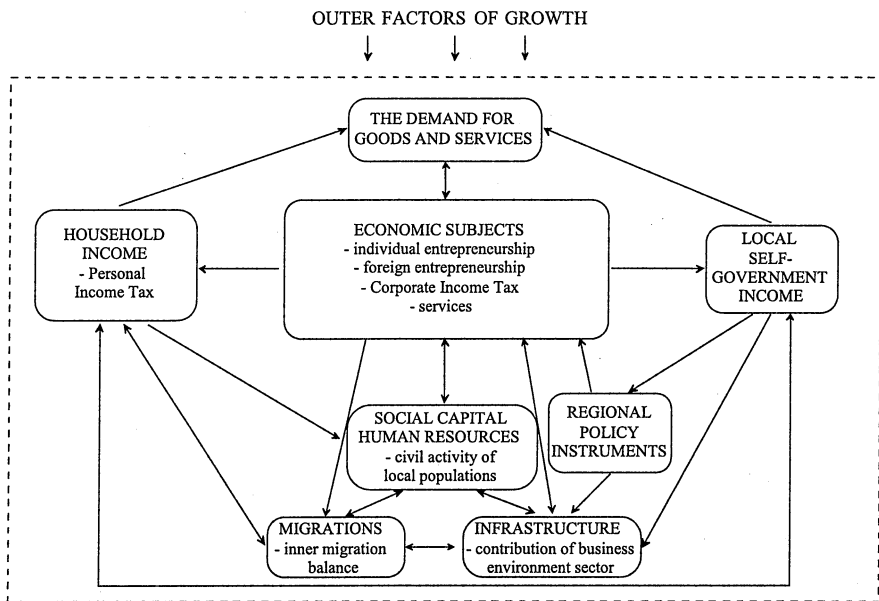 OUTER FACTORS OF GROWTH
THE DEMAND FOR
GOODS AND SERVICES
HOUSEHOLD
INCOME
- Personal
Income Tax
ECONOMIC SUBJECTS
- individual entrepreneurship
- foreign entrepreneurship
- Corporate Income Tax
- services
LOCAL
SELF-
GOVERNMENT
INCOME
SOCIAL CAPITAL
HUMAN RESOURCES
- civil activity of
local populations
REGIONAL
POLICY
INSTRUMENTS
MIGRATIONS
- inner migration
balance
INFRASTRUCTURE
- contribution of business
environment sector